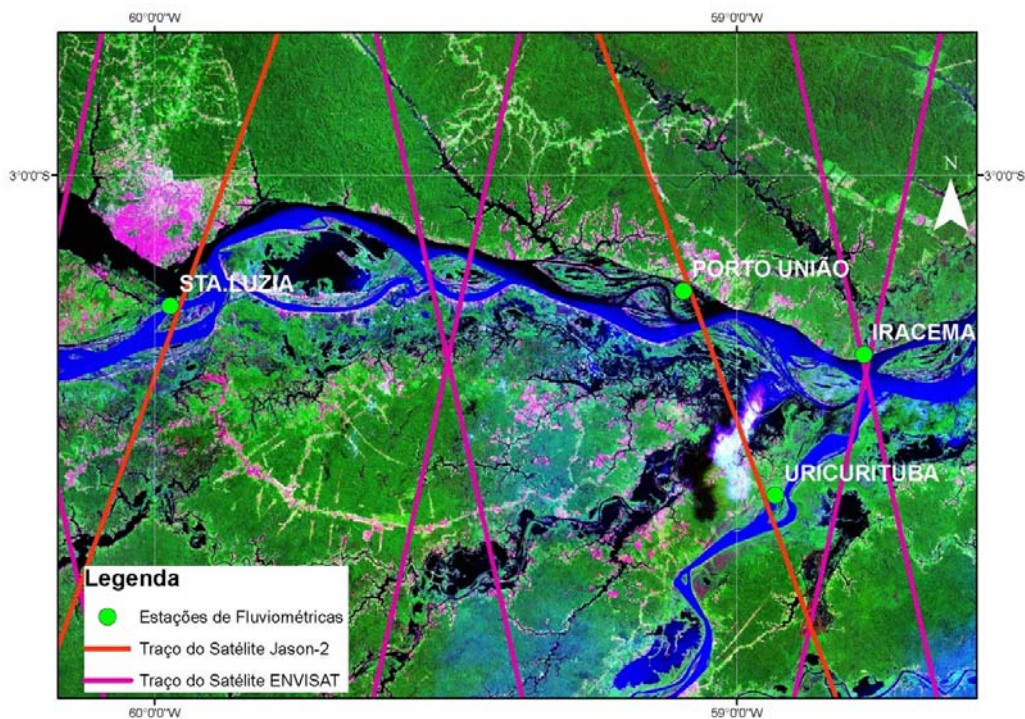 60°0'0"W
59°0'0"W
3°0'0"S
3°0'0"S
N
STA.LUZIA
PORTO UNIÃO
IRACEMA
URICURITUBA
Legenda
Estações de Fluviométricas
Traço do Satélite Jason-2
Traço do Satélite ENVISAT
60°0'0"W
59°0'0"W